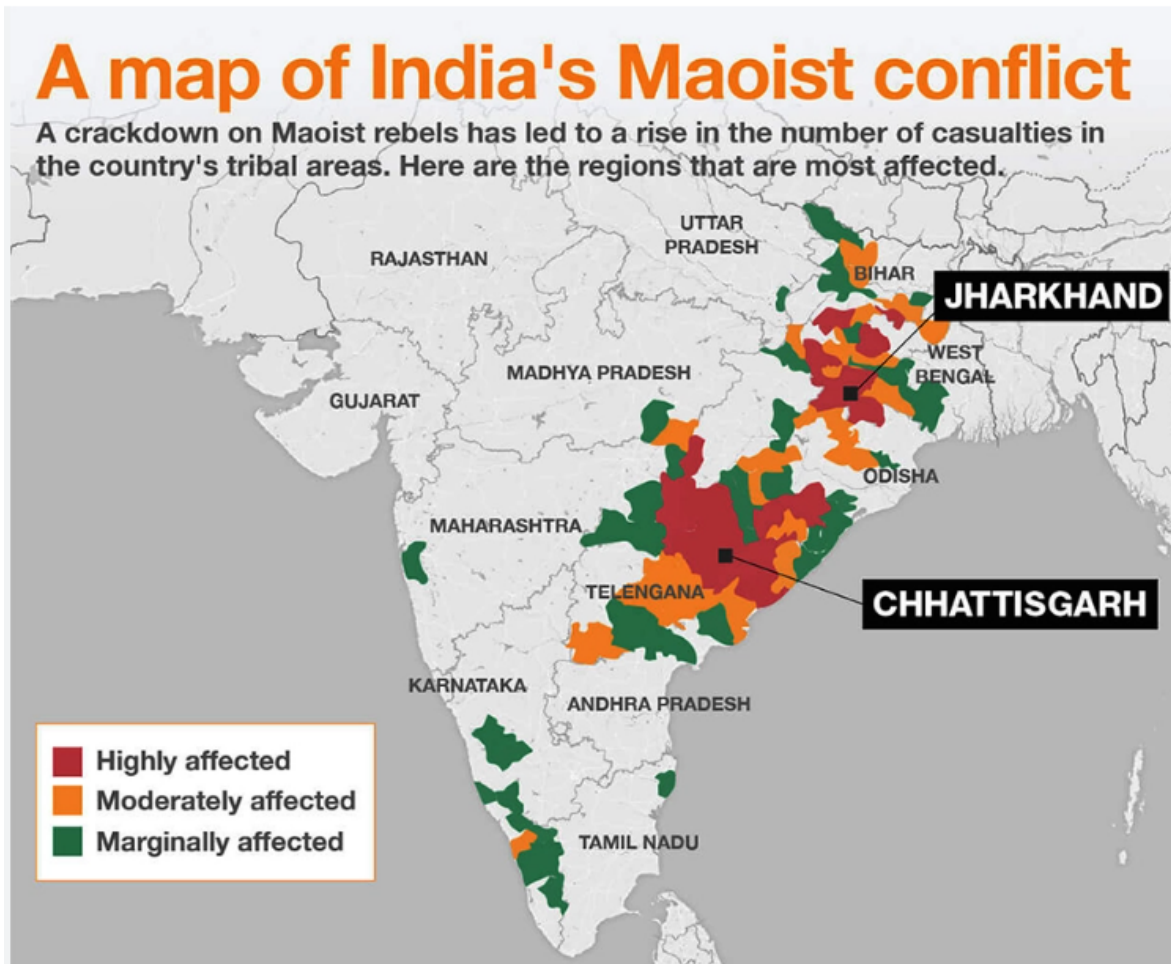 A map of India's Maoist conflict
A crackdown on Maoist rebels has led to a rise in the number of casualties in
the country's tribal areas. Here are the regions that are most affected.
UTTAR
PRADESH
RAJASTHAN
BIHAR
JHARKHAND
WEST
BENGAL
MADHYA PRADESH
GUJARAT
ODISHA
MAHARASHTRA
TELENGANA
CHHATTISGARH
KARNATAKA
ANDHRA PRADESH
Highly affected
Moderately affected
Marginally affected
TAMIL NADU